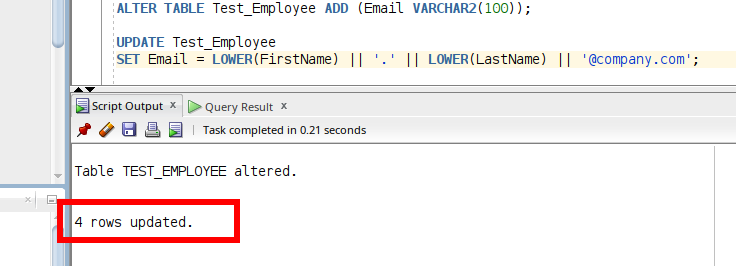 ALTER TABLE Test_Employee ADD (Email VARCHAR2(100));
UPDATE Test_Employee
SET Email = LOWER(FirstName) || '.' || LOWER(LastName) || '@company.com';
Script Output x Query Result x
Task completed in 0.21 seconds
Table TEST_EMPLOYEE altered.
4 rows updated.